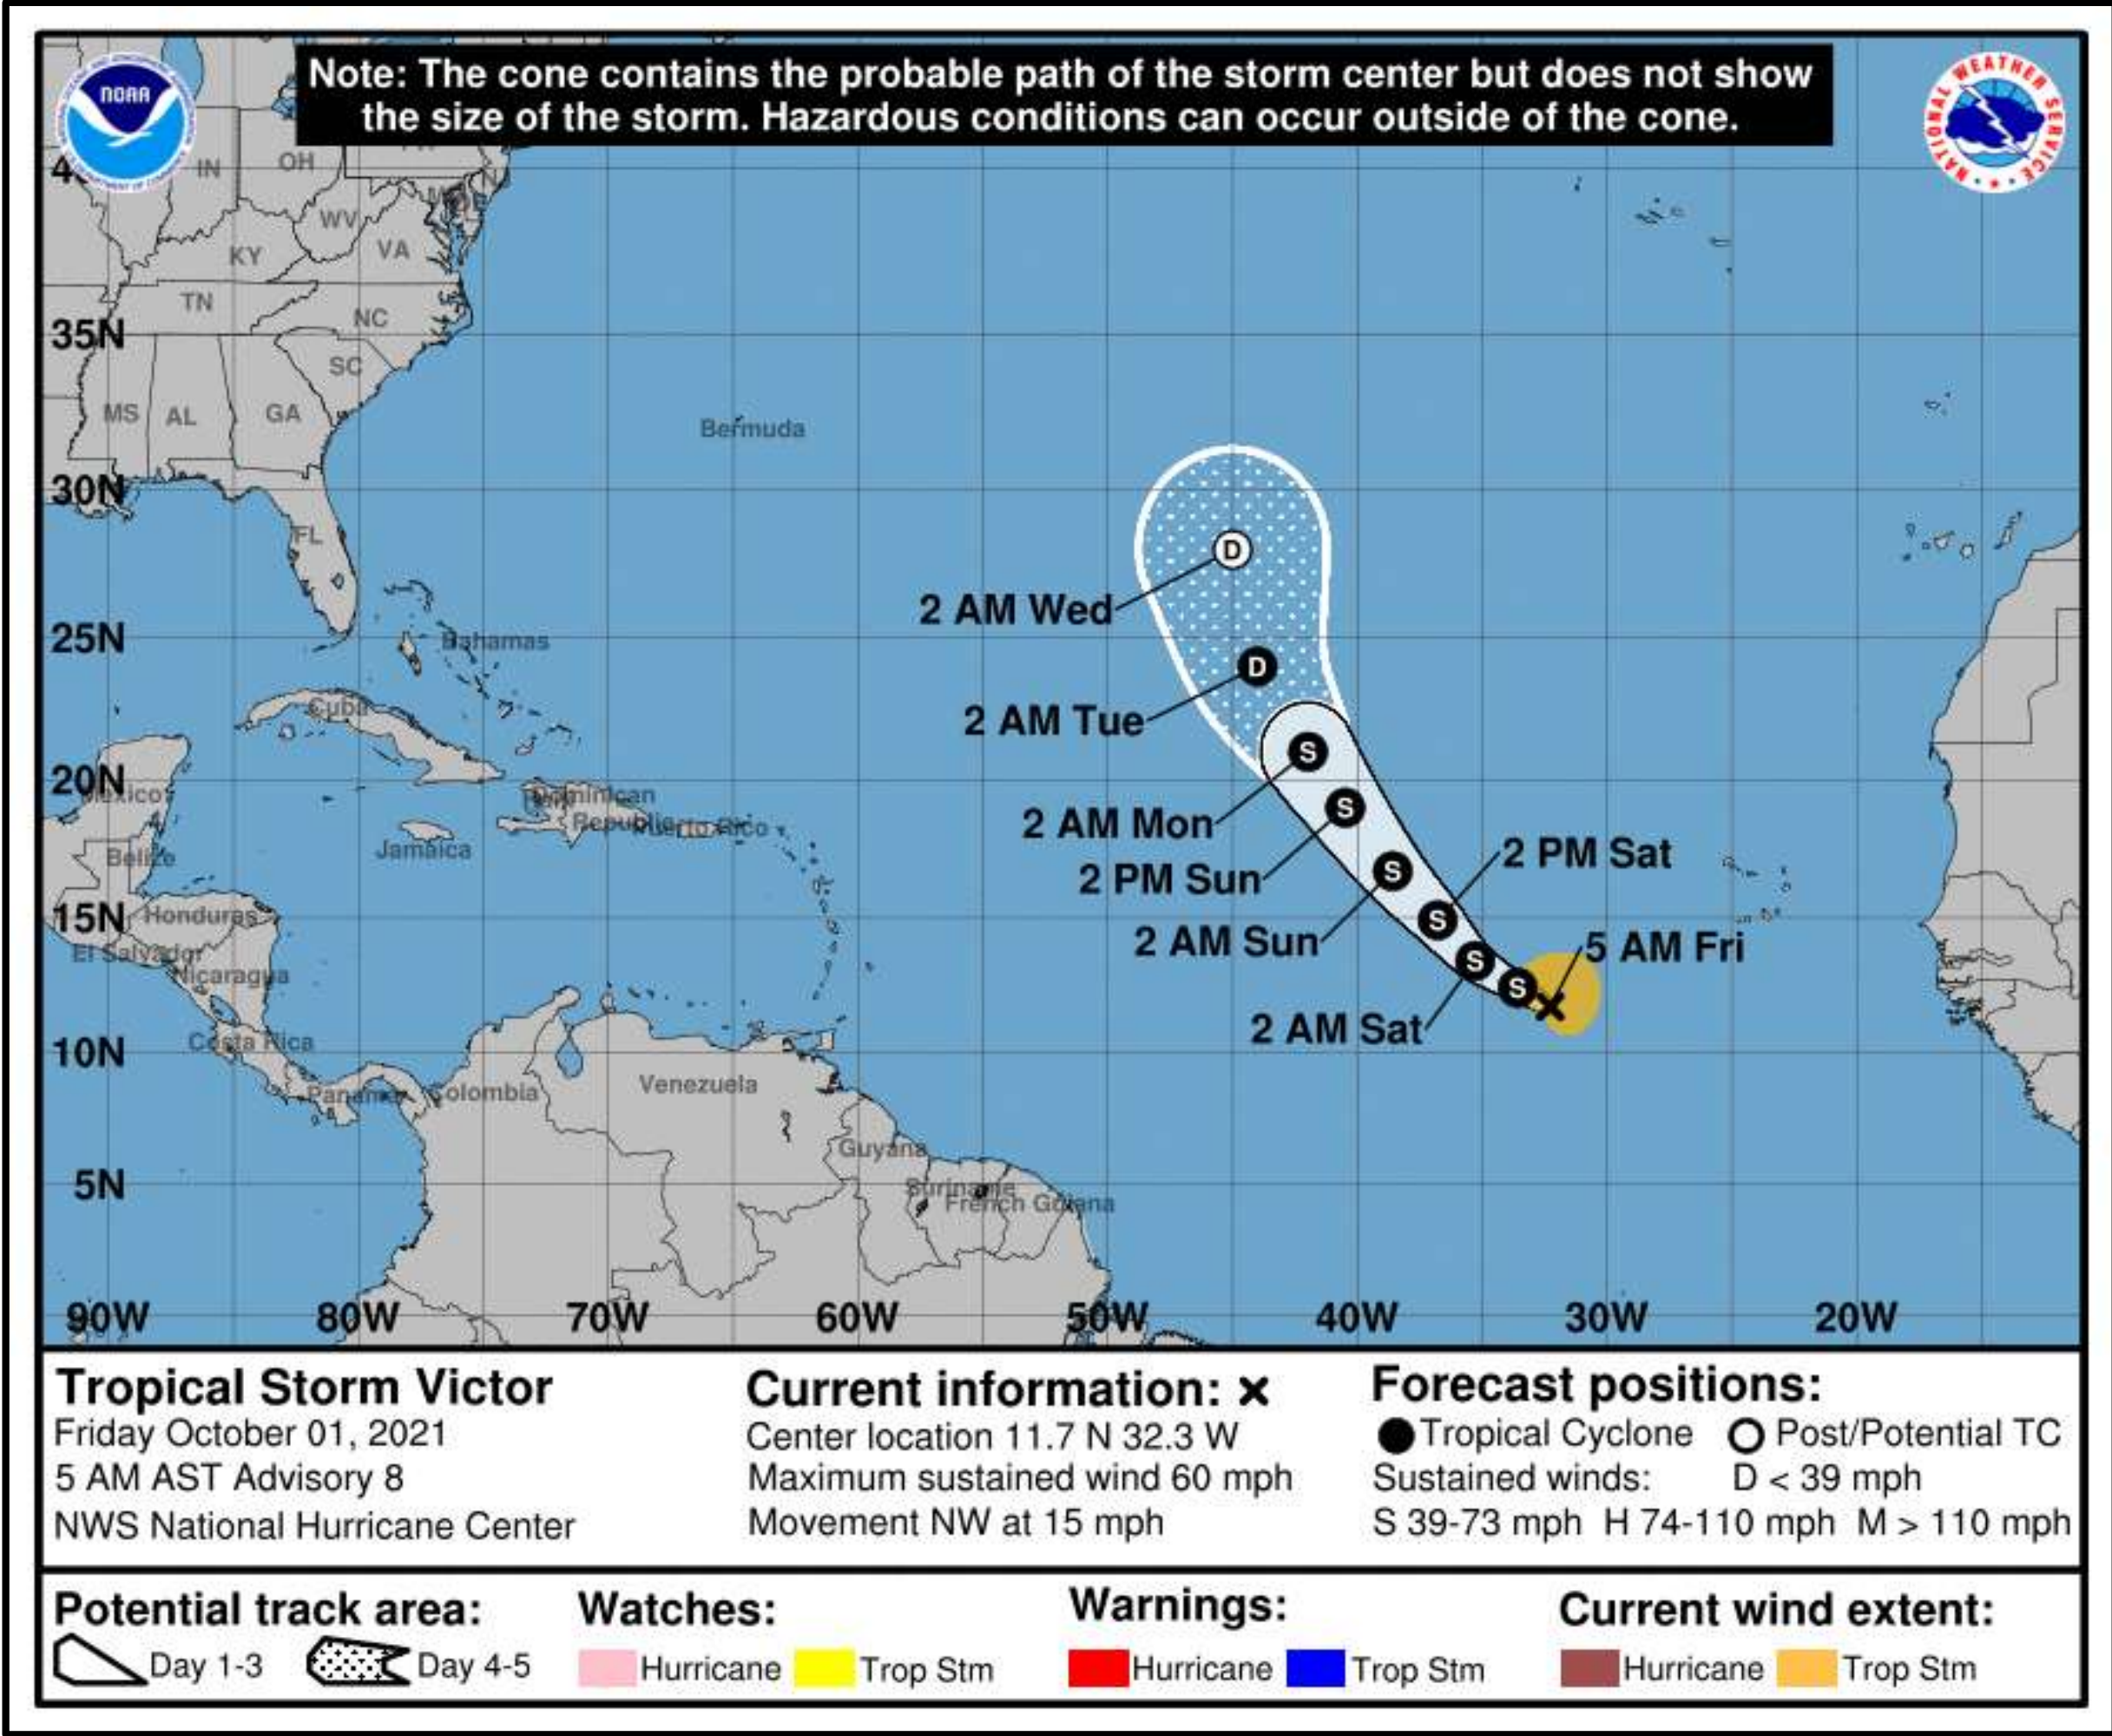 Note: The cone contains the probable path of the storm center but does not show
the size of the storm. Hazardous conditions can occur outside of the cone.
NOAA
NATIONAL WEATHER SERVICE
IN
OH
WV
KY
VA
TN
NC
35N
SC
MS
AL
GA
Bermuda
30N
FL
2 AM Wed
D
25N
Bahamas
D
2 AM Tue
Cuba
S
20N
Mexico
Dominican
Republic
Puerto Rico
S
2 AM Mon
Jamaica
Belize
2 PM Sat
S
2 PM Sun
15N
Honduras
S
2 AM Sun
5 AM Fri
El Salvador
S
Nicaragua
S
2 AM Sat
Costa Rica
10N
Panama
Colombia
Venezuela
Guyana
5N
Suriname
French Guiana
90W
80W
70W
60W
50W
40W
30W
20W
Tropical Storm Victor
Friday October 01, 2021
5 AM AST Advisory 8
NWS National Hurricane Center
Current information: x
Center location 11.7 N 32.3 W
Maximum sustained wind 60 mph
Movement NW at 15 mph
Forecast positions:
Tropical Cyclone
Post/Potential TC
Sustained winds:
D < 39 mph
S 39-73 mph H 74-110 mph M > 110 mph
Potential track area:
Day 1-3
Day 4-5
Watches:
Hurricane
Trop Stm
Warnings:
Hurricane
Trop Stm
Current wind extent:
Hurricane
Trop Stm